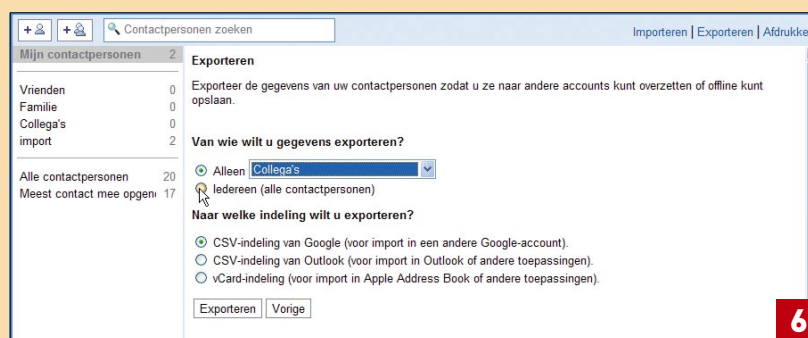 Contactpersonen zoeken
Importeren | Exporteren |
Mijn contactpersonen 2
Vrienden 0
Familie 0
Collega's 0
import 2
Alle contactpersonen 20
Meest contact mee opgen 17
Exporteren
Exporteer de gegevens van uw contactpersonen zodat u ze naar andere accounts kunt overzetten of offline kunt
opslaan.
Van wie wilt u gegevens exporteren?
Alleen Collega's
Iedereen (alle contactpersonen)
Naar welke indeling wilt u exporteren?
CSV-indeling van Google (voor import in een andere Google-account).
CSV-indeling van Outlook (voor import in Outlook of andere toepassingen).
vCard-indeling (voor import in Apple Address Book of andere toepassingen).
Exporteren Vorige
6